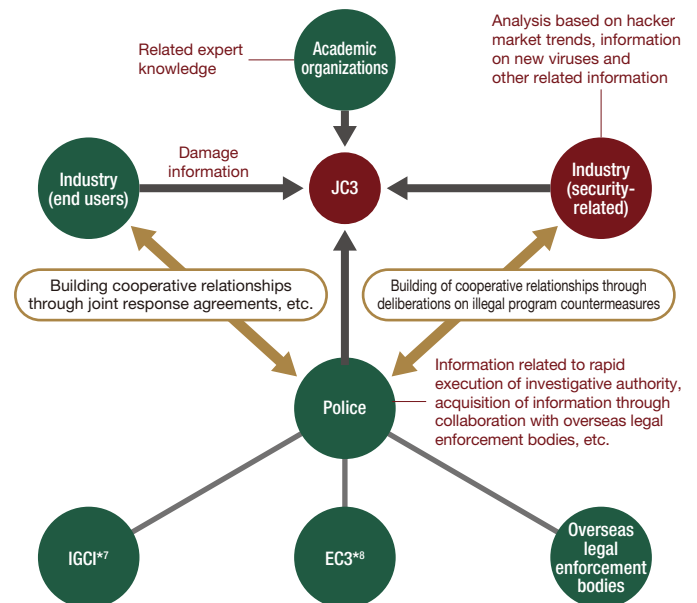 Related expert
knowledge
Academic
organizations
Analysis based on hacker
market trends, information
on new viruses and
other related information
Industry
(end users)
Damage
information
JC3
Industry
(security-
related)
Building cooperative relationships
through joint response agreements, etc.
Building of cooperative relationships through
deliberations on illegal program countermeasures
Police
Information related to rapid
execution of investigative authority,
acquisition of information through
collaboration with overseas legal
enforcement bodies, etc.
IGCI*7
EC3*8
Overseas
legal
enforcement
bodies